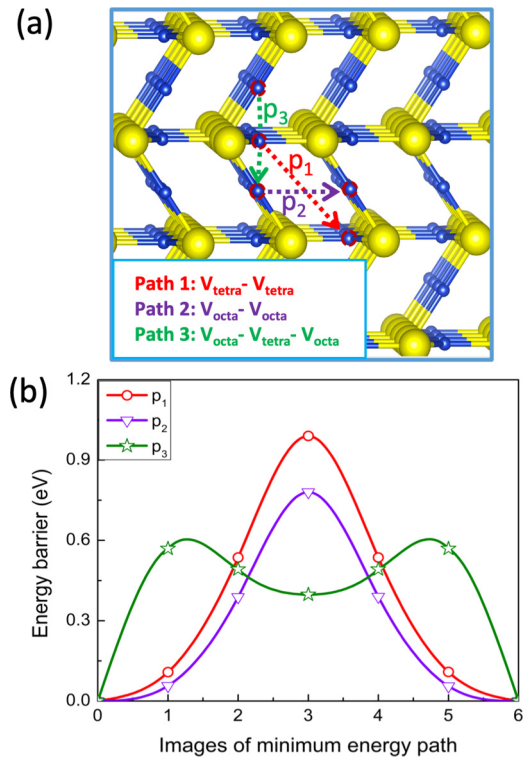 (a)
p3
p1
p2
Path 1: Vtetra- Vtetra
Path 2: Vocta- Vocta
Path 3: Vocta- Vtetra- Vocta
(b)
p1
p2
p3
1.2
0.9
0.6
0.3
0.0
Energy barrier (eV)
0 1 2 3 4 5 6
Images of minimum energy path